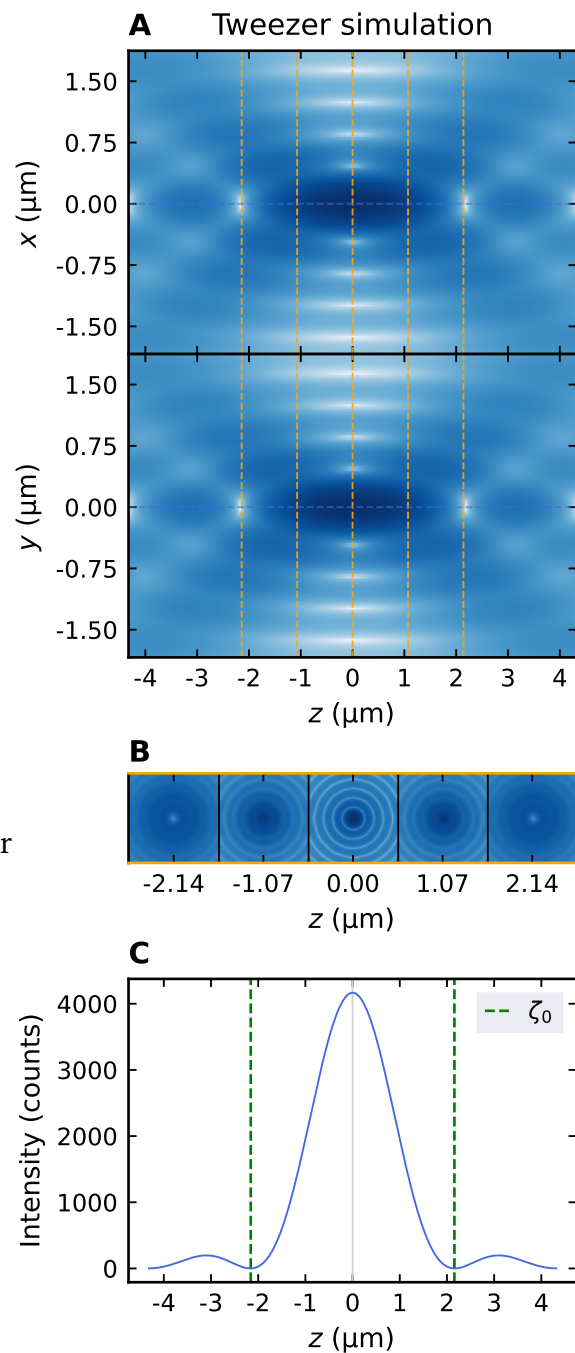 A Tweezer simulation
1.50
0.75
0.00
-0.75
-1.50
x (µm)
1.50
0.75
0.00
-0.75
-1.50
y (µm)
-4 -3 -2 -1 0 1 2 3 4
z (µm)
B
r
-2.14 -1.07 0.00 1.07 2.14
z (µm)
C
4000
3000
2000
1000
0
Intensity (counts)
ζ₀
-4 -3 -2 -1 0 1 2 3 4
z (µm)